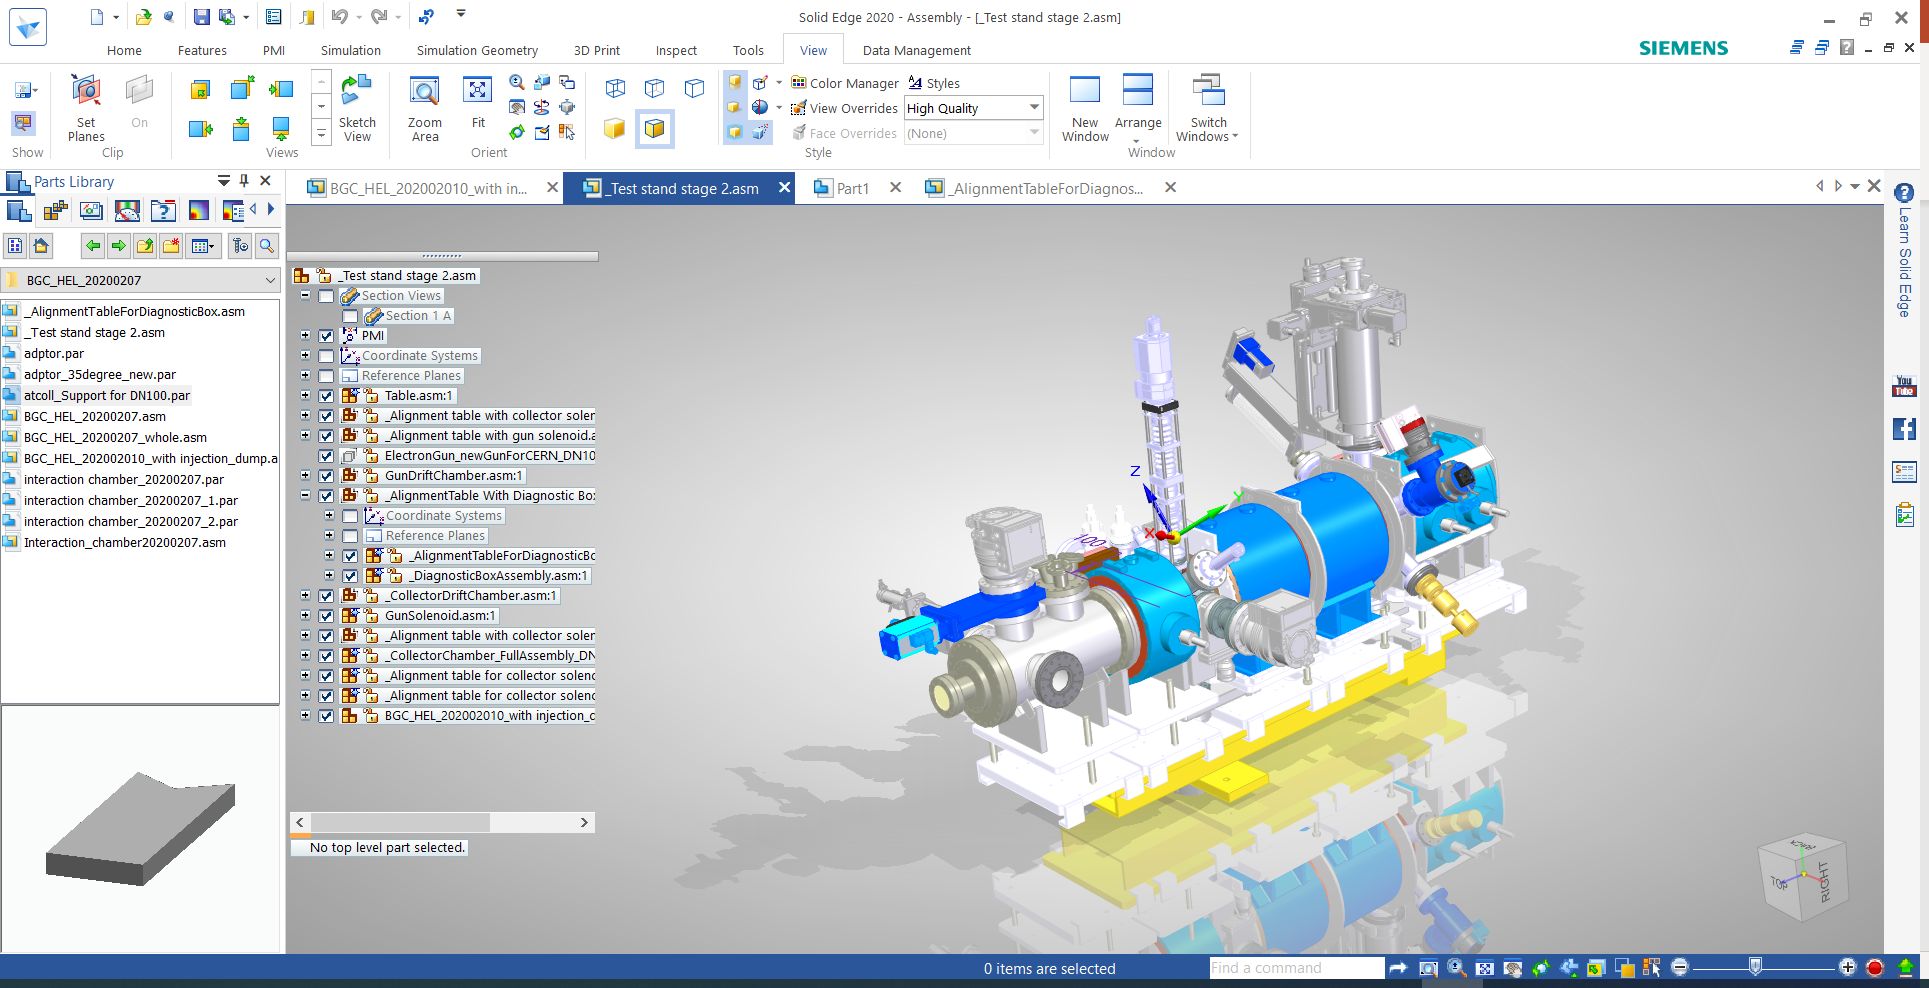 Solid Edge 2020 - Assembly - [_Test stand stage 2.asm]
Home Features PMI Simulation Simulation Geometry 3D Print Inspect Tools View Data Management
SIEMENS
Set Planes
On
Sketch View
Zoom Area
Fit
Color Manager
Styles
View Overrides
High Quality
Face Overrides
(None)
New Window
Arrange
Switch Windows
Show
Clip
Views
Orient
Style
Window
Parts Library
BGC_HEL_202002010_with in...
_Test stand stage 2.asm
Part1
_AlignmentTableForDiagnos...
Learn Solid Edge
BGC_HEL_20200207
_AlignmentTableForDiagnosticBox.asm
_Test stand stage 2.asm
adptor.par
adptor_35degree_new.par
atcoll_Support for DN100.par
BGC_HEL_20200207.asm
BGC_HEL_20200207_whole.asm
BGC_HEL_202002010_with injection_dump.a
interaction chamber_20200207.par
interaction chamber_20200207_1.par
interaction chamber_20200207_2.par
Interaction_chamber20200207.asm
_Test stand stage 2.asm
Section Views
Section 1 A
PMI
Coordinate Systems
Reference Planes
Table.asm:1
_Alignment table with collector soler
_Alignment table with gun solenoid.a
ElectronGun_newGunForCERN_DN10
GunDriftChamber.asm:1
_AlignmentTable With Diagnostic Bo
Coordinate Systems
Reference Planes
_AlignmentTableForDiagnosticBo
_DiagnosticBoxAssembly.asm:1
_CollectorDriftChamber.asm:1
GunSolenoid.asm:1
_Alignment table with collector soler
_CollectorChamber_FullAssembly_DN
_Alignment table for collector solenc
_Alignment table for collector solenc
BGC_HEL_202002010_with injection_d
No top level part selected.
Z
Y
X
100
BACK
TOP
RIGHT
You
Tube
0 items are selected
Find a command